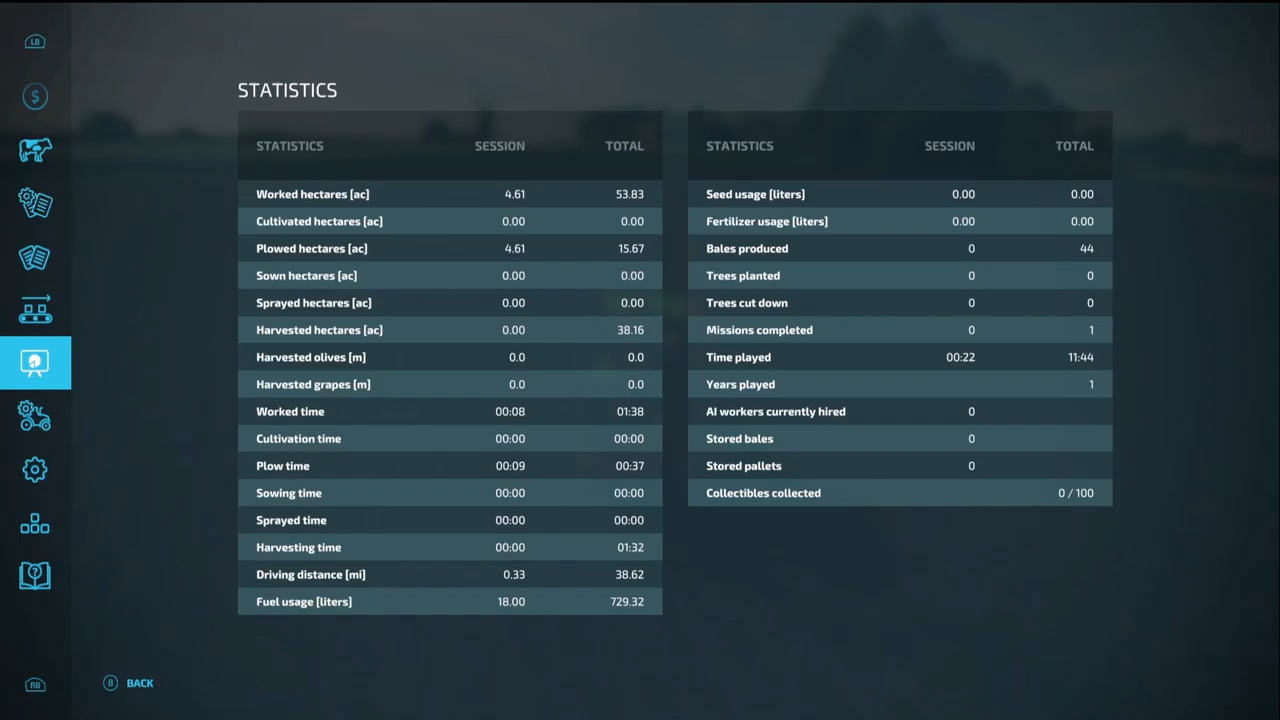 LB
STATISTICS
STATISTICS SESSION TOTAL
Worked hectares [ac] 4.61 53.83
Cultivated hectares [ac] 0.00 0.00
Plowed hectares [ac] 4.61 15.67
Sown hectares [ac] 0.00 0.00
Sprayed hectares [ac] 0.00 0.00
Harvested hectares [ac] 0.00 38.16
Harvested olives [m] 0.0 0.0
Harvested grapes [m] 0.0 0.0
Worked time 00:08 01:38
Cultivation time 00:00 00:00
Plow time 00:09 00:37
Sowing time 00:00 00:00
Sprayed time 00:00 00:00
Harvesting time 00:00 01:32
Driving distance [mi] 0.33 38.62
Fuel usage [liters] 18.00 729.32
STATISTICS SESSION TOTAL
Seed usage [liters] 0.00 0.00
Fertilizer usage [liters] 0.00 0.00
Bales produced 0 44
Trees planted 0 0
Trees cut down 0 0
Missions completed 0 1
Time played 00:22 11:44
Years played 1
AI workers currently hired 0
Stored bales 0
Stored pallets 0
Collectibles collected 0 / 100
RB
B BACK